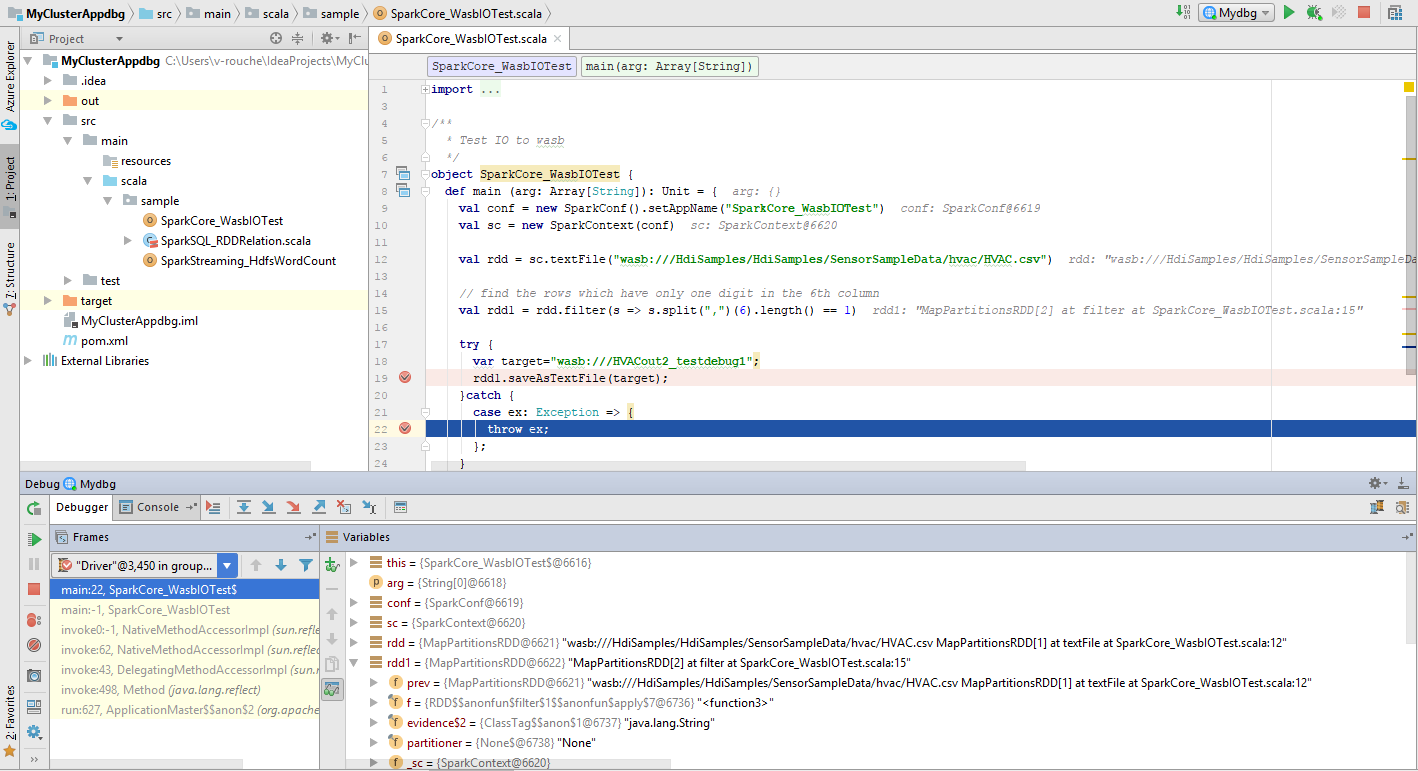 MyClusterAppdbg src main scala sample SparkCore_WasbIOTest.scala
Mydbg
Project
SparkCore_WasbIOTest.scala
Azure Explorer
1: Project
7: Structure
2: Favorites
MyClusterAppdbg C:\Users\v-rouche\IdeaProjects\MyClu
.idea
out
src
main
resources
scala
sample
SparkCore_WasbIOTest
SparkSQL_RDDRelation.scala
SparkStreaming_HdfsWordCount
test
target
MyClusterAppdbg.iml
pom.xml
External Libraries
SparkCore_WasbIOTest main(arg: Array[String])
1 import ...
3
4 /**
5 * Test IO to wasb
6 */
7 object SparkCore_WasbIOTest {
8 def main (arg: Array[String]): Unit = { arg: {}
9 val conf = new SparkConf().setAppName("SparkCore_WasbIOTest") conf: SparkConf@6619
10 val sc = new SparkContext(conf) sc: SparkContext@6620
11
12 val rdd = sc.textFile("wasb:///HdiSamples/HdiSamples/SensorSampleData/hvac/HVAC.csv") rdd: "wasb:///HdiSamples/HdiSamples/SensorSampleDa
13
14 // find the rows which have only one digit in the 6th column
15 val rdd1 = rdd.filter(s => s.split(",")(6).length() == 1) rdd1: "MapPartitionsRDD[2] at filter at SparkCore_WasbIOTest.scala:15"
16
17 try {
18 var target="wasb:///HVACout2_testdebug1";
19 rdd1.saveAsTextFile(target);
20 }catch {
21 case ex: Exception => {
22 throw ex;
23 };
24 }
Debug Mydbg
Debugger Console
Frames
"Driver"@3,450 in group...
main:22, SparkCore_WasbIOTest$
main:-1, SparkCore_WasbIOTest
invoke0:-1, NativeMethodAccessorImpl (sun.refle
invoke:62, NativeMethodAccessorImpl (sun.reflec
invoke:43, DelegatingMethodAccessorImpl (sun.r
invoke:498, Method (java.lang.reflect)
run:627, ApplicationMaster$$anon$2 (org.apache
Variables
this = {SparkCore_WasbIOTest$@6616}
arg = {String[0]@6618}
conf = {SparkConf@6619}
sc = {SparkContext@6620}
rdd = {MapPartitionsRDD@6621} "wasb:///HdiSamples/HdiSamples/SensorSampleData/hvac/HVAC.csv MapPartitionsRDD[1] at textFile at SparkCore_WasbIOTest.scala:12"
rdd1 = {MapPartitionsRDD@6622} "MapPartitionsRDD[2] at filter at SparkCore_WasbIOTest.scala:15"
prev = {MapPartitionsRDD@6621} "wasb:///HdiSamples/HdiSamples/SensorSampleData/hvac/HVAC.csv MapPartitionsRDD[1] at textFile at SparkCore_WasbIOTest.scala:12"
f = {RDD$$anonfun$filter$1$$anonfun$apply$7@6736} "<function3>"
evidence$2 = {ClassTag$$anon$1@6737} "java.lang.String"
partitioner = {None$@6738} "None"
_sc = {SparkContext@6620}